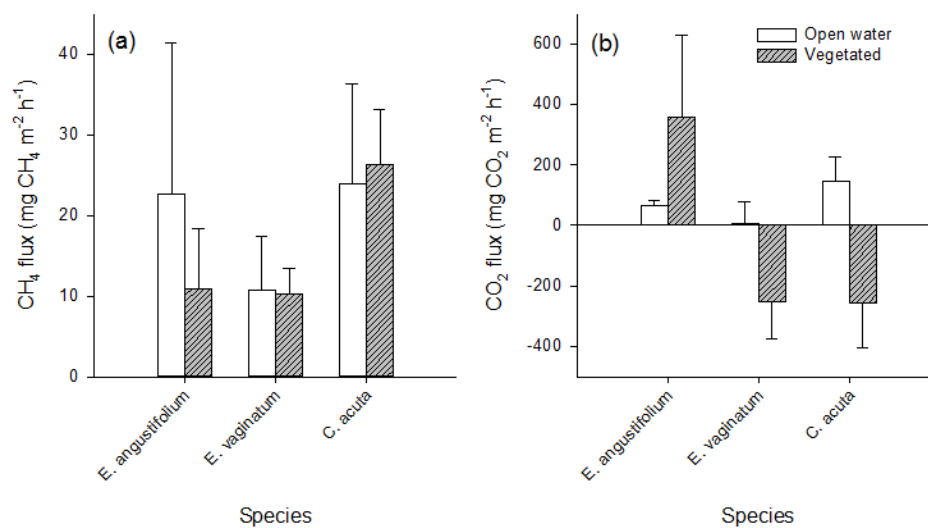 (a)
CH₄ flux (mg CH₄ m⁻² h⁻¹)
40
30
20
10
0
E. angustifolium
E. vaginatum
C. acuta
Species
(b)
Open water
Vegetated
CO₂ flux (mg CO₂ m⁻² h⁻¹)
600
400
200
0
-200
-400
E. angustifolium
E. vaginatum
C. acuta
Species